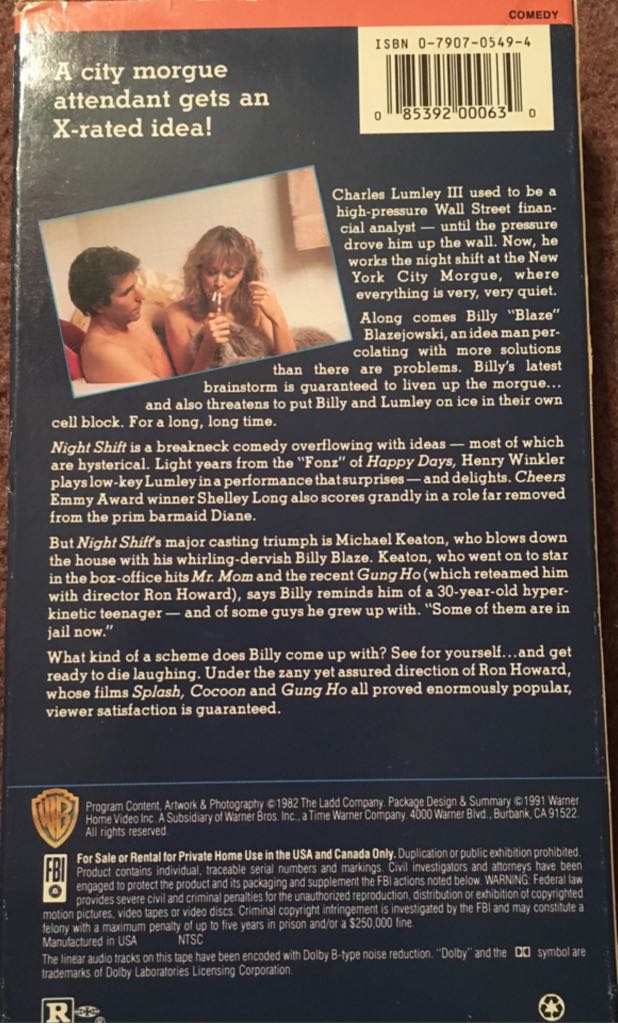 COMEDY
ISBN 0-7907-0549-4
0 85392 00063 0
A city morgue
attendant gets an
X-rated idea!
Charles Lumley III used to be a
high-pressure Wall Street finan-
cial analyst — until the pressure
drove him up the wall. Now, he
works the night shift at the New
York City Morgue, where
everything is very, very quiet.
Along comes Billy "Blaze"
Blazejowski, an idea man per-
colating with more solutions
than there are problems. Billy's latest
brainstorm is guaranteed to liven up the morgue...
and also threatens to put Billy and Lumley on ice in their own
cell block. For a long, long time.
Night Shift is a breakneck comedy overflowing with ideas — most of which
are hysterical. Light years from the "Fonz" of Happy Days, Henry Winkler
plays low-key Lumley in a performance that surprises — and delights. Cheers
Emmy Award winner Shelley Long also scores grandly in a role far removed
from the prim barmaid Diane.
But Night Shift's major casting triumph is Michael Keaton, who blows down
the house with his whirling-dervish Billy Blaze. Keaton, who went on to star
in the box-office hits Mr. Mom and the recent Gung Ho (which reteamed him
with director Ron Howard), says Billy reminds him of a 30-year-old hyper-
kinetic teenager — and of some guys he grew up with. "Some of them are in
jail now."
What kind of a scheme does Billy come up with? See for yourself...and get
ready to die laughing. Under the zany yet assured direction of Ron Howard,
whose films Splash, Cocoon and Gung Ho all proved enormously popular,
viewer satisfaction is guaranteed.
WB
Program Content, Artwork & Photography ©1982 The Ladd Company. Package Design & Summary ©1991 Warner
Home Video Inc. A Subsidiary of Warner Bros. Inc., a Time Warner Company. 4000 Warner Blvd., Burbank, CA 91522.
All rights reserved.
FBI
For Sale or Rental for Private Home Use in the USA and Canada Only. Duplication or public exhibition prohibited.
Product contains individual, traceable serial numbers and markings. Civil investigators and attorneys have been
engaged to protect the product and its packaging and supplement the FBI actions noted below. WARNING: Federal law
provides severe civil and criminal penalties for the unauthorized reproduction, distribution or exhibition of copyrighted
motion pictures, video tapes or video discs. Criminal copyright infringement is investigated by the FBI and may constitute a
felony with a maximum penalty of up to five years in prison and/or a $250,000 fine.
Manufactured in USA NTSC
The linear audio tracks on this tape have been encoded with Dolby B-type noise reduction. "Dolby" and the DD symbol are
trademarks of Dolby Laboratories Licensing Corporation.
R